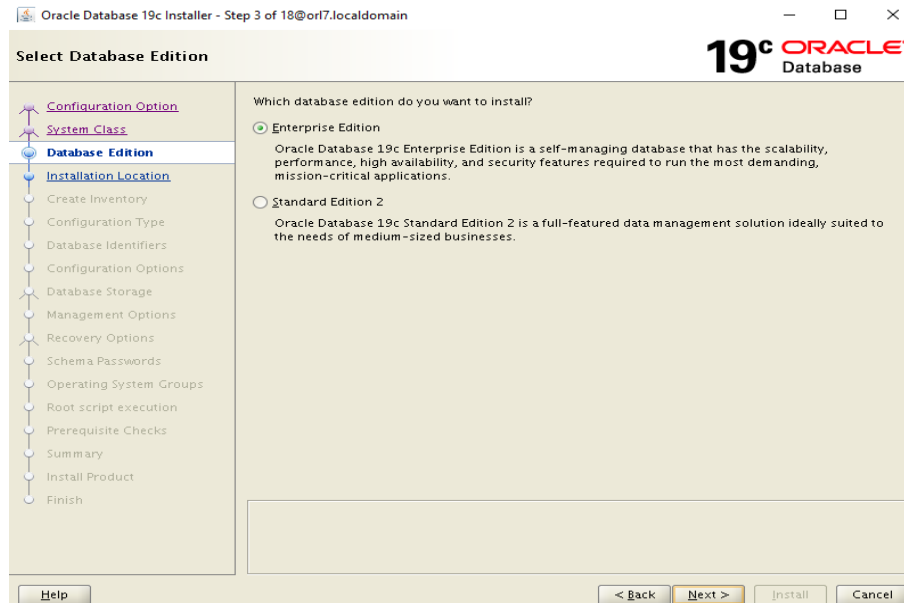 Oracle Database 19c Installer - Step 3 of 18@orl7.localdomain
Select Database Edition
19c ORACLE
Database
Configuration Option
System Class
Database Edition
Installation Location
Create Inventory
Configuration Type
Database Identifiers
Configuration Options
Database Storage
Management Options
Recovery Options
Schema Passwords
Operating System Groups
Root script execution
Prerequisite Checks
Summary
Install Product
Finish
Which database edition do you want to install?
Enterprise Edition
Oracle Database 19c Enterprise Edition is a self-managing database that has the scalability,
performance, high availability, and security features required to run the most demanding,
mission-critical applications.
Standard Edition 2
Oracle Database 19c Standard Edition 2 is a full-featured data management solution ideally suited to
the needs of medium-sized businesses.
Help
< Back
Next >
Install
Cancel